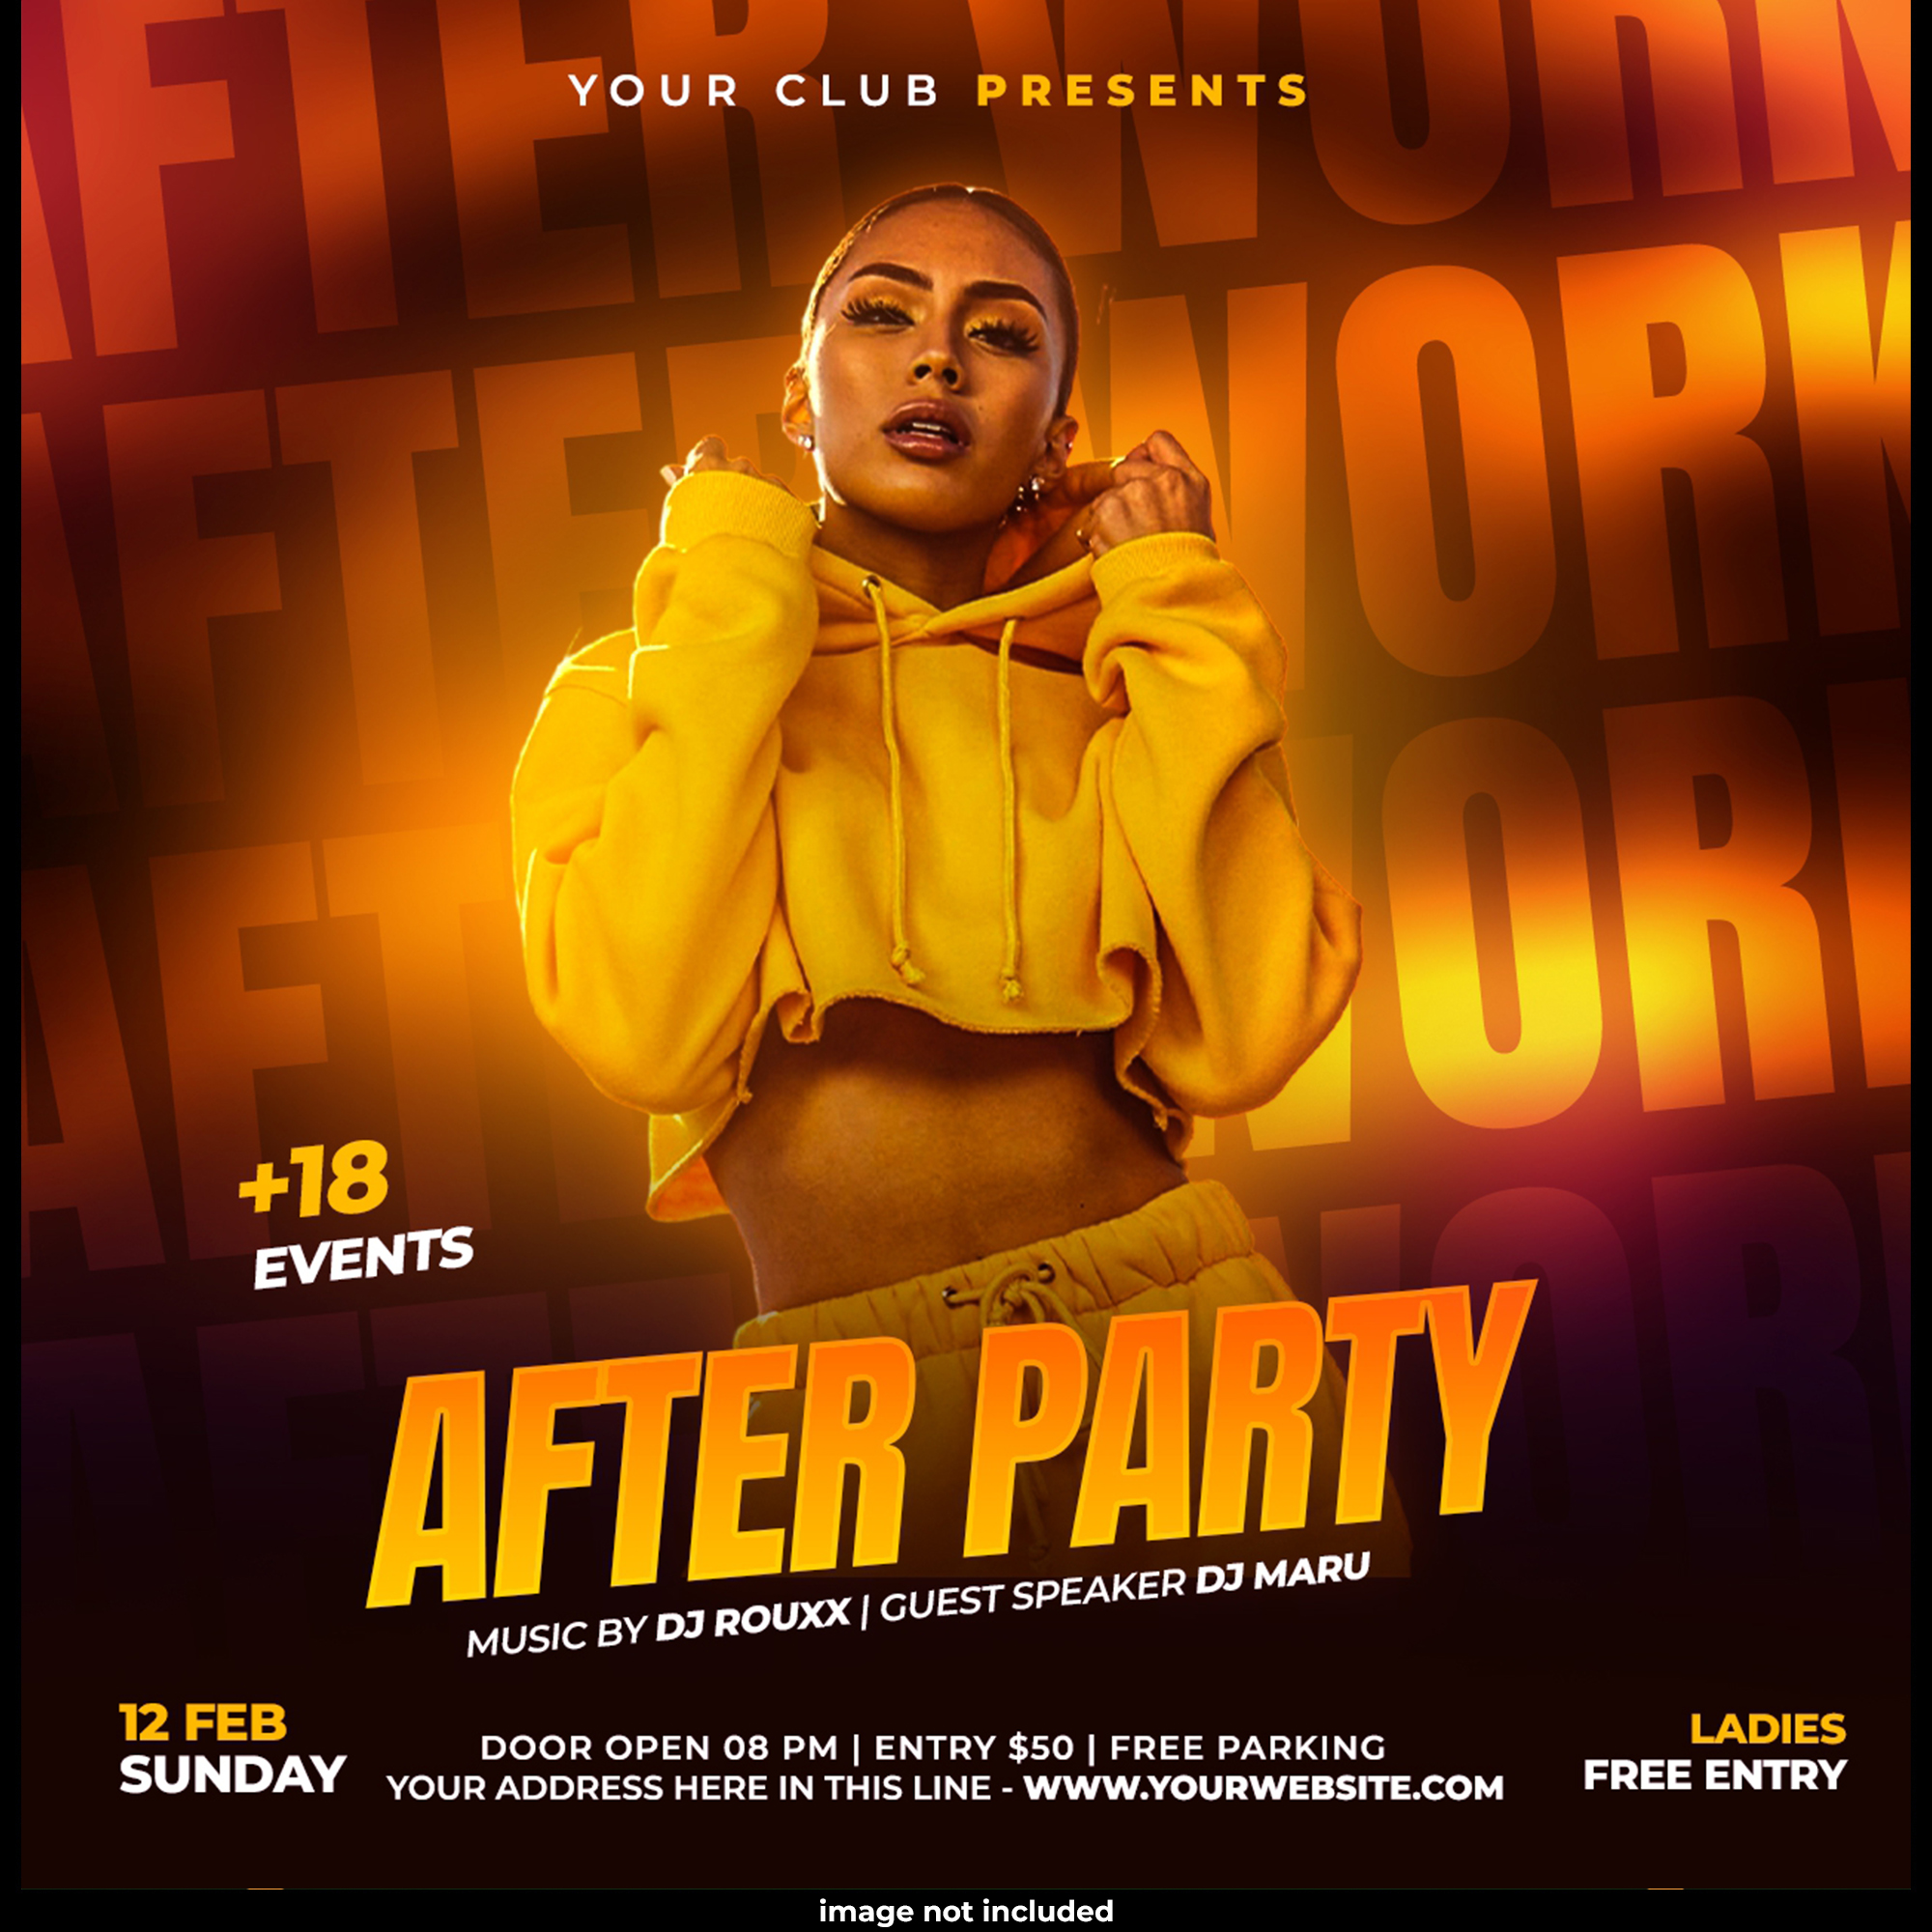 YOUR CLUB PRESENTS
AFTER WORK
AFTER WORK
AFTER WORK
AFTER WORK
+18
EVENTS
AFTER PARTY
MUSIC BY DJ ROUXX | GUEST SPEAKER DJ MARU
12 FEB
SUNDAY
DOOR OPEN 08 PM | ENTRY $50 | FREE PARKING
YOUR ADDRESS HERE IN THIS LINE - WWW.YOURWEBSITE.COM
LADIES
FREE ENTRY
image not included